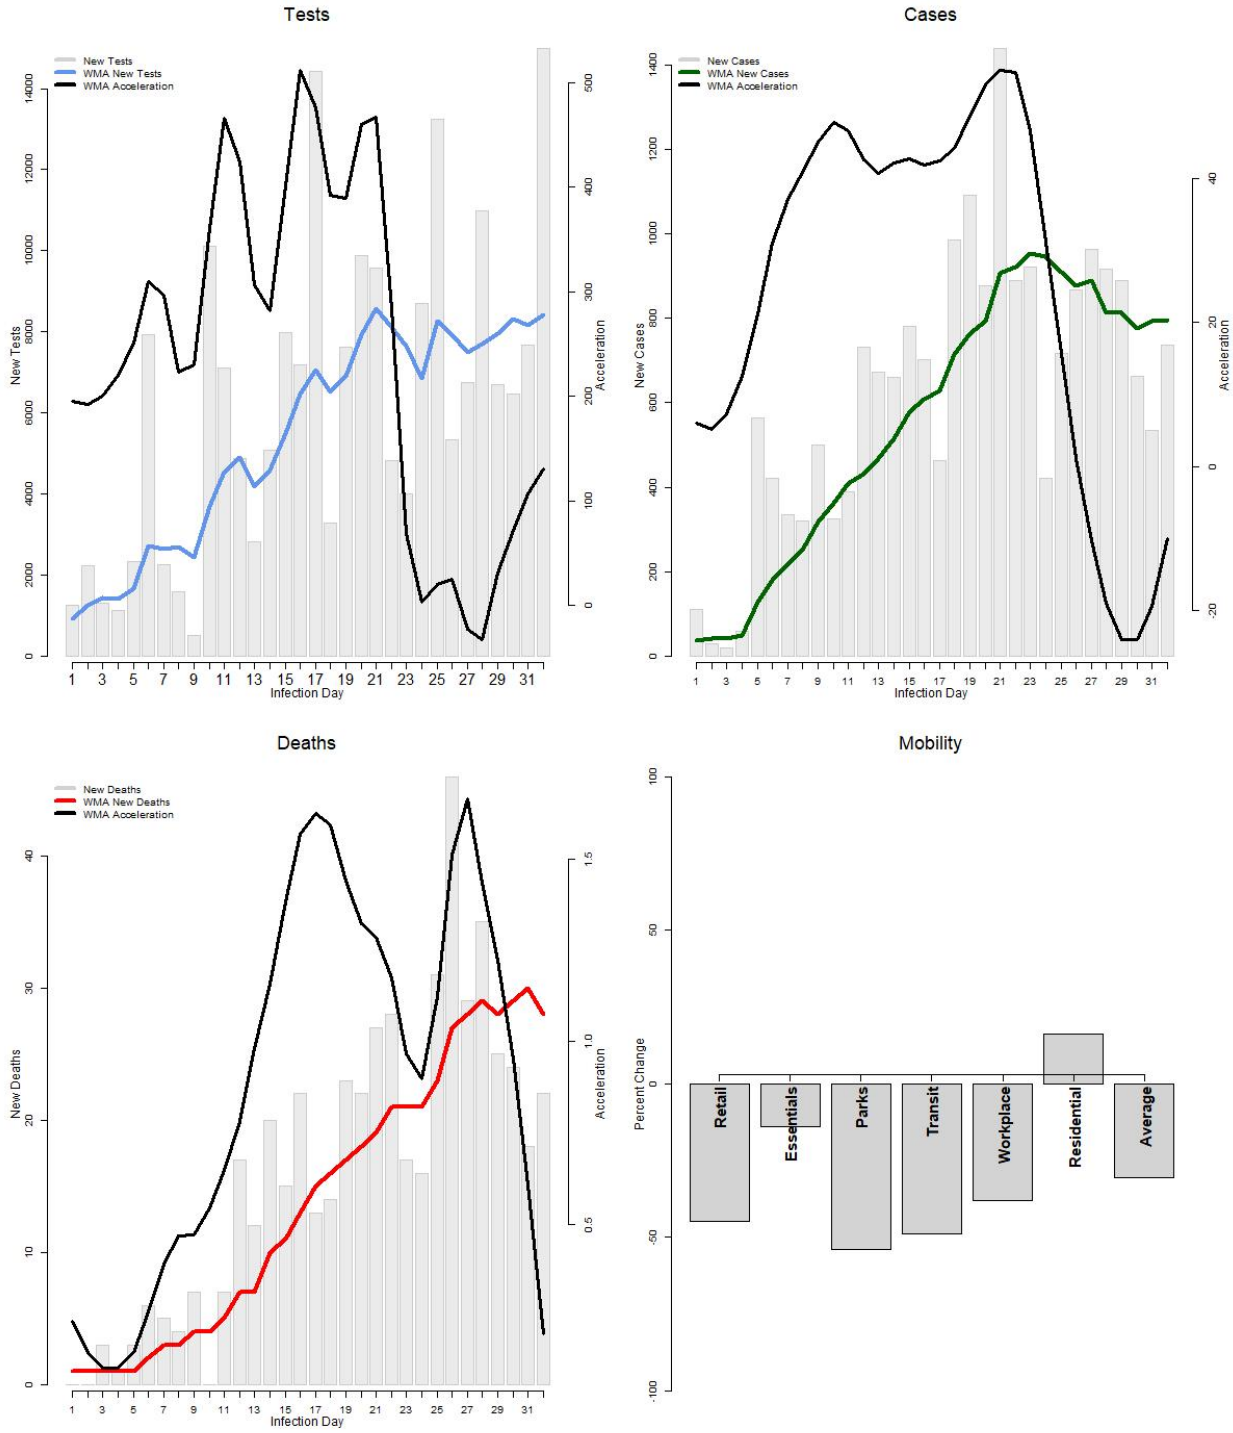 Tests
New Tests
WMA New Tests
WMA Acceleration
New Tests
0
2000
4000
6000
8000
10000
12000
14000
Acceleration
0
100
200
300
400
500
1 3 5 7 9 11 13 15 17 19 21 23 25 27 29 31
Infection Day
Cases
New Cases
WMA New Cases
WMA Acceleration
New Cases
0
200
400
600
800
1000
1200
1400
Acceleration
-20
0
20
40
1 3 5 7 9 11 13 15 17 19 21 23 25 27 29 31
Infection Day
Deaths
New Deaths
WMA New Deaths
WMA Acceleration
New Deaths
0
10
20
30
40
Acceleration
0.5
1.0
1.5
1 3 5 7 9 11 13 15 17 19 21 23 25 27 29 31
Infection Day
Mobility
Percent Change
-100
-50
0
50
100
Retail
Essentials
Parks
Transit
Workplace
Residential
Average